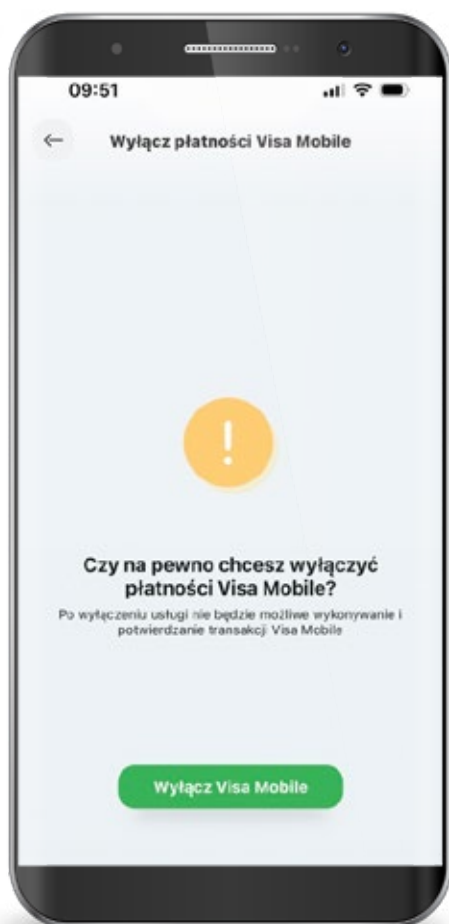 09:51
Wyłącz płatności Visa Mobile
Czy na pewno chcesz wyłączyć
płatności Visa Mobile?
Po wyłączeniu usługi nie będzie możliwe wykonywanie i
potwierdzanie transakcji Visa Mobile
Wyłącz Visa Mobile